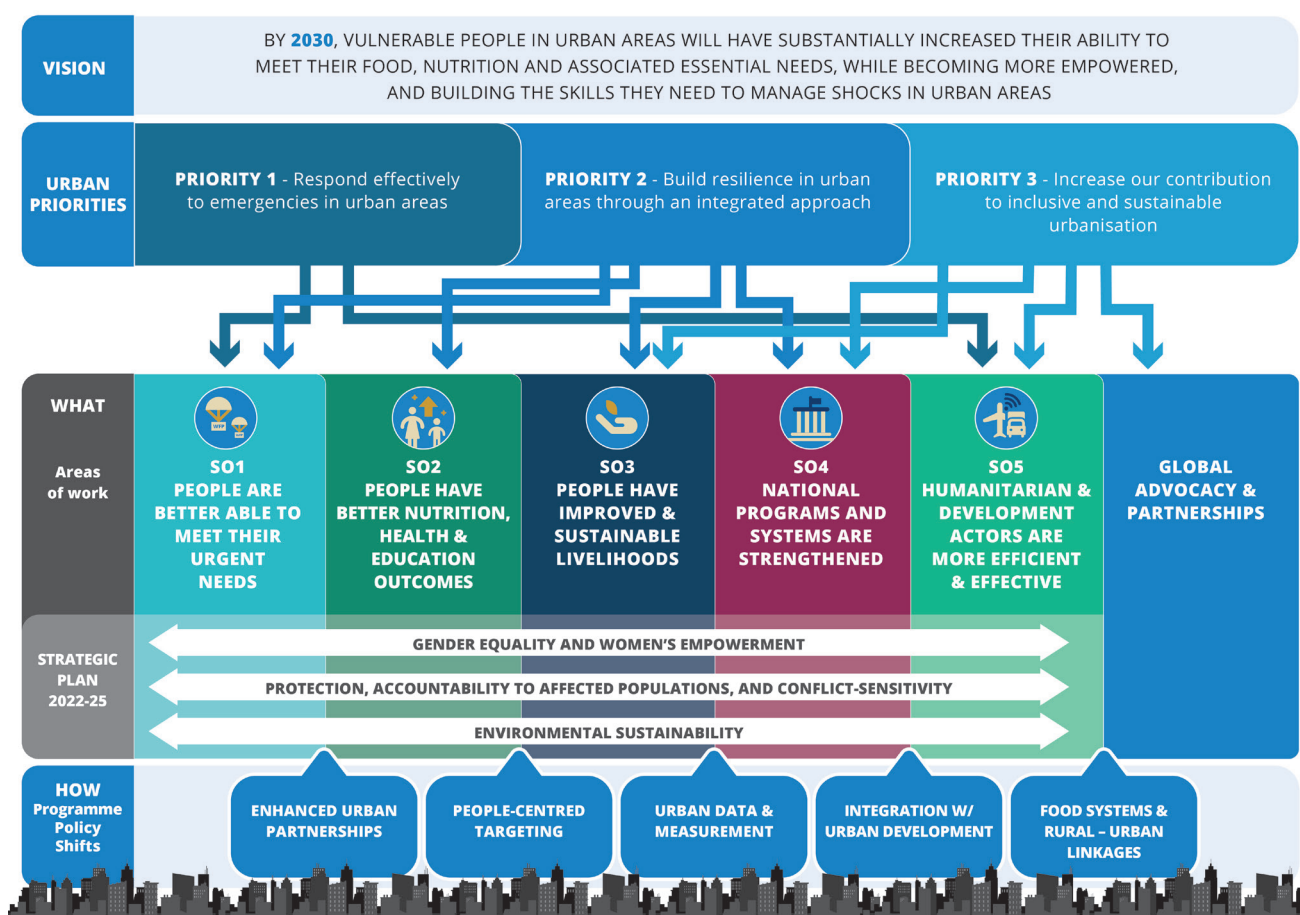 VISION
BY 2030, VULNERABLE PEOPLE IN URBAN AREAS WILL HAVE SUBSTANTIALLY INCREASED THEIR ABILITY TO
MEET THEIR FOOD, NUTRITION AND ASSOCIATED ESSENTIAL NEEDS, WHILE BECOMING MORE EMPOWERED,
AND BUILDING THE SKILLS THEY NEED TO MANAGE SHOCKS IN URBAN AREAS
URBAN
PRIORITIES
PRIORITY 1 - Respond effectively
to emergencies in urban areas
PRIORITY 2 - Build resilience in urban
areas through an integrated approach
PRIORITY 3 - Increase our contribution
to inclusive and sustainable
urbanisation
WHAT
Areas
of work
WFP
SO1
PEOPLE ARE
BETTER ABLE TO
MEET THEIR
URGENT
NEEDS
SO2
PEOPLE HAVE
BETTER NUTRITION,
HEALTH &
EDUCATION
OUTCOMES
SO3
PEOPLE HAVE
IMPROVED &
SUSTAINABLE
LIVELIHOODS
SO4
NATIONAL
PROGRAMS AND
SYSTEMS ARE
STRENGTHENED
SO5
HUMANITARIAN &
DEVELOPMENT
ACTORS ARE
MORE EFFICIENT
& EFFECTIVE
GLOBAL
ADVOCACY &
PARTNERSHIPS
STRATEGIC
PLAN
2022-25
GENDER EQUALITY AND WOMEN'S EMPOWERMENT
PROTECTION, ACCOUNTABILITY TO AFFECTED POPULATIONS, AND CONFLICT-SENSITIVITY
ENVIRONMENTAL SUSTAINABILITY
HOW
Programme
Policy
Shifts
ENHANCED URBAN
PARTNERSHIPS
PEOPLE-CENTRED
TARGETING
URBAN DATA &
MEASUREMENT
INTEGRATION W/
URBAN DEVELOPMENT
FOOD SYSTEMS &
RURAL – URBAN
LINKAGES